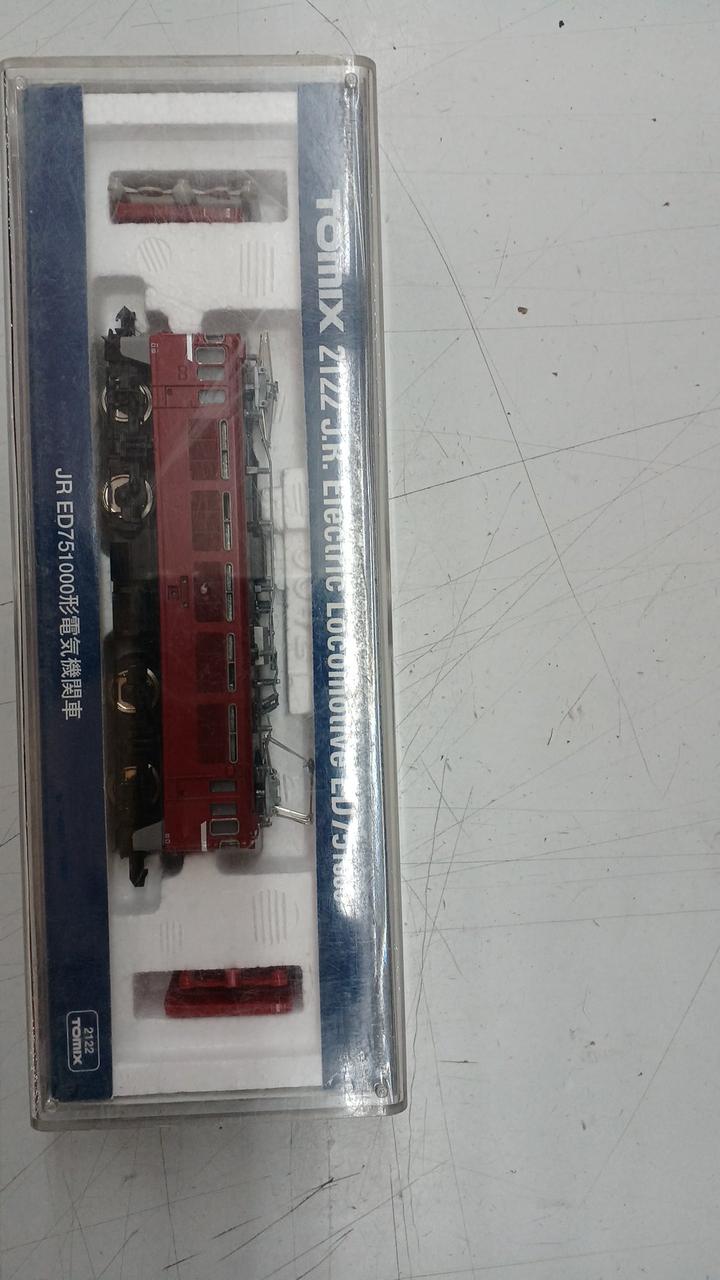 TOMIX 2122 J.R. Electric Locomotive ED751000
JR ED751000形電気機関車
2122
TOMIX